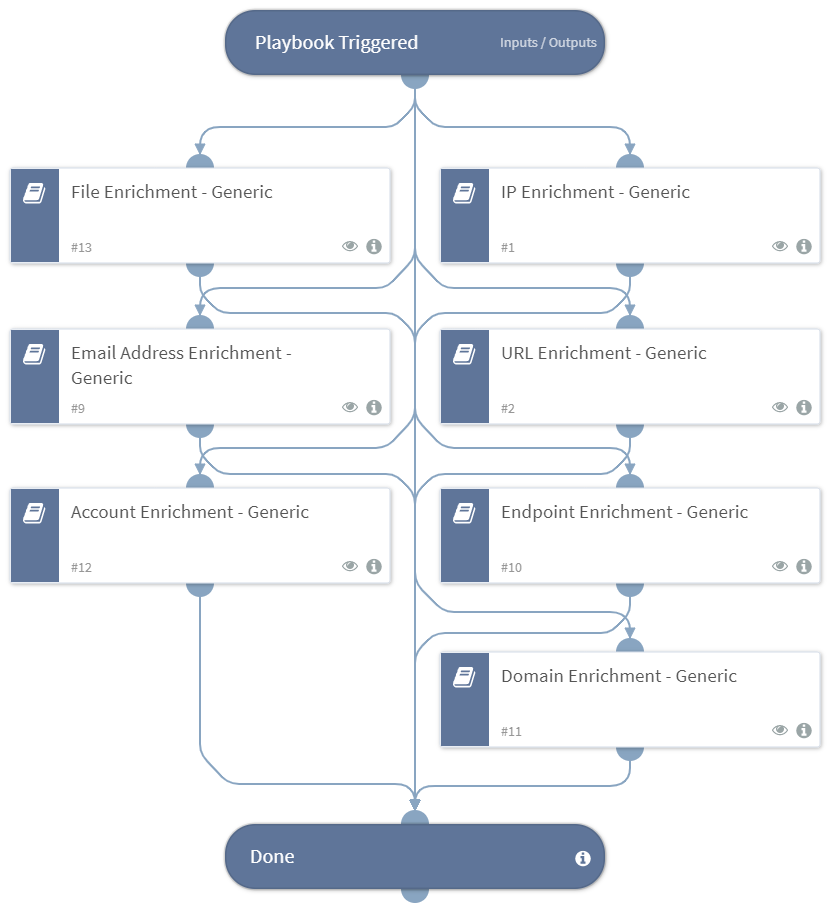 Playbook Triggered
Inputs / Outputs
File Enrichment - Generic
#13
IP Enrichment - Generic
#1
Email Address Enrichment -
Generic
#9
URL Enrichment - Generic
#2
Account Enrichment - Generic
#12
Endpoint Enrichment - Generic
#10
Domain Enrichment - Generic
#11
Done